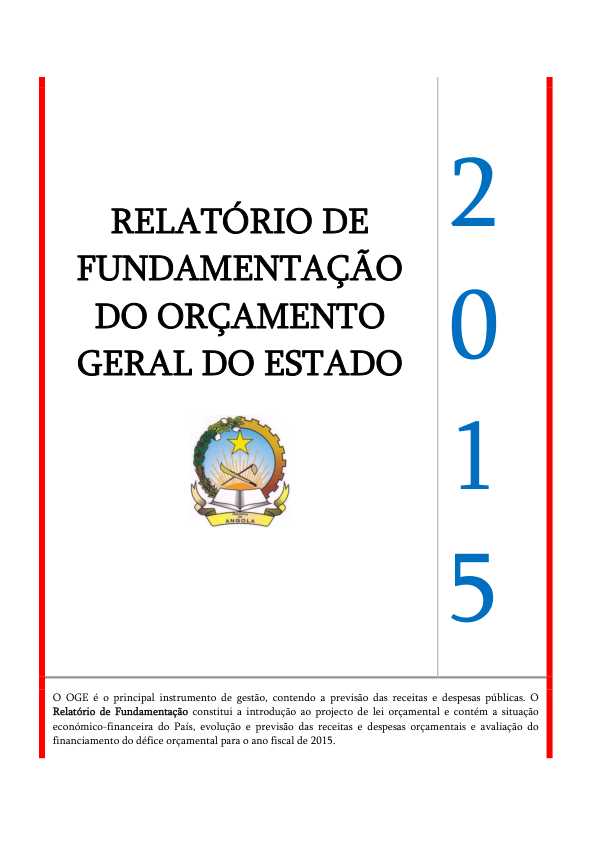 RELATÓRIO DE
FUNDAMENTAÇÃO
DO ORÇAMENTO
GERAL DO ESTADO
2
0
1
5
ANGOLA
O OGE é o principal instrumento de gestão, contendo a previsão das receitas e despesas públicas. O
Relatório de Fundamentação constitui a introdução ao projecto de lei orçamental e contém a situação
económico-financeira do País, evolução e previsão das receitas e despesas orçamentais e avaliação do
financiamento do défice orçamental para o ano fiscal de 2015.